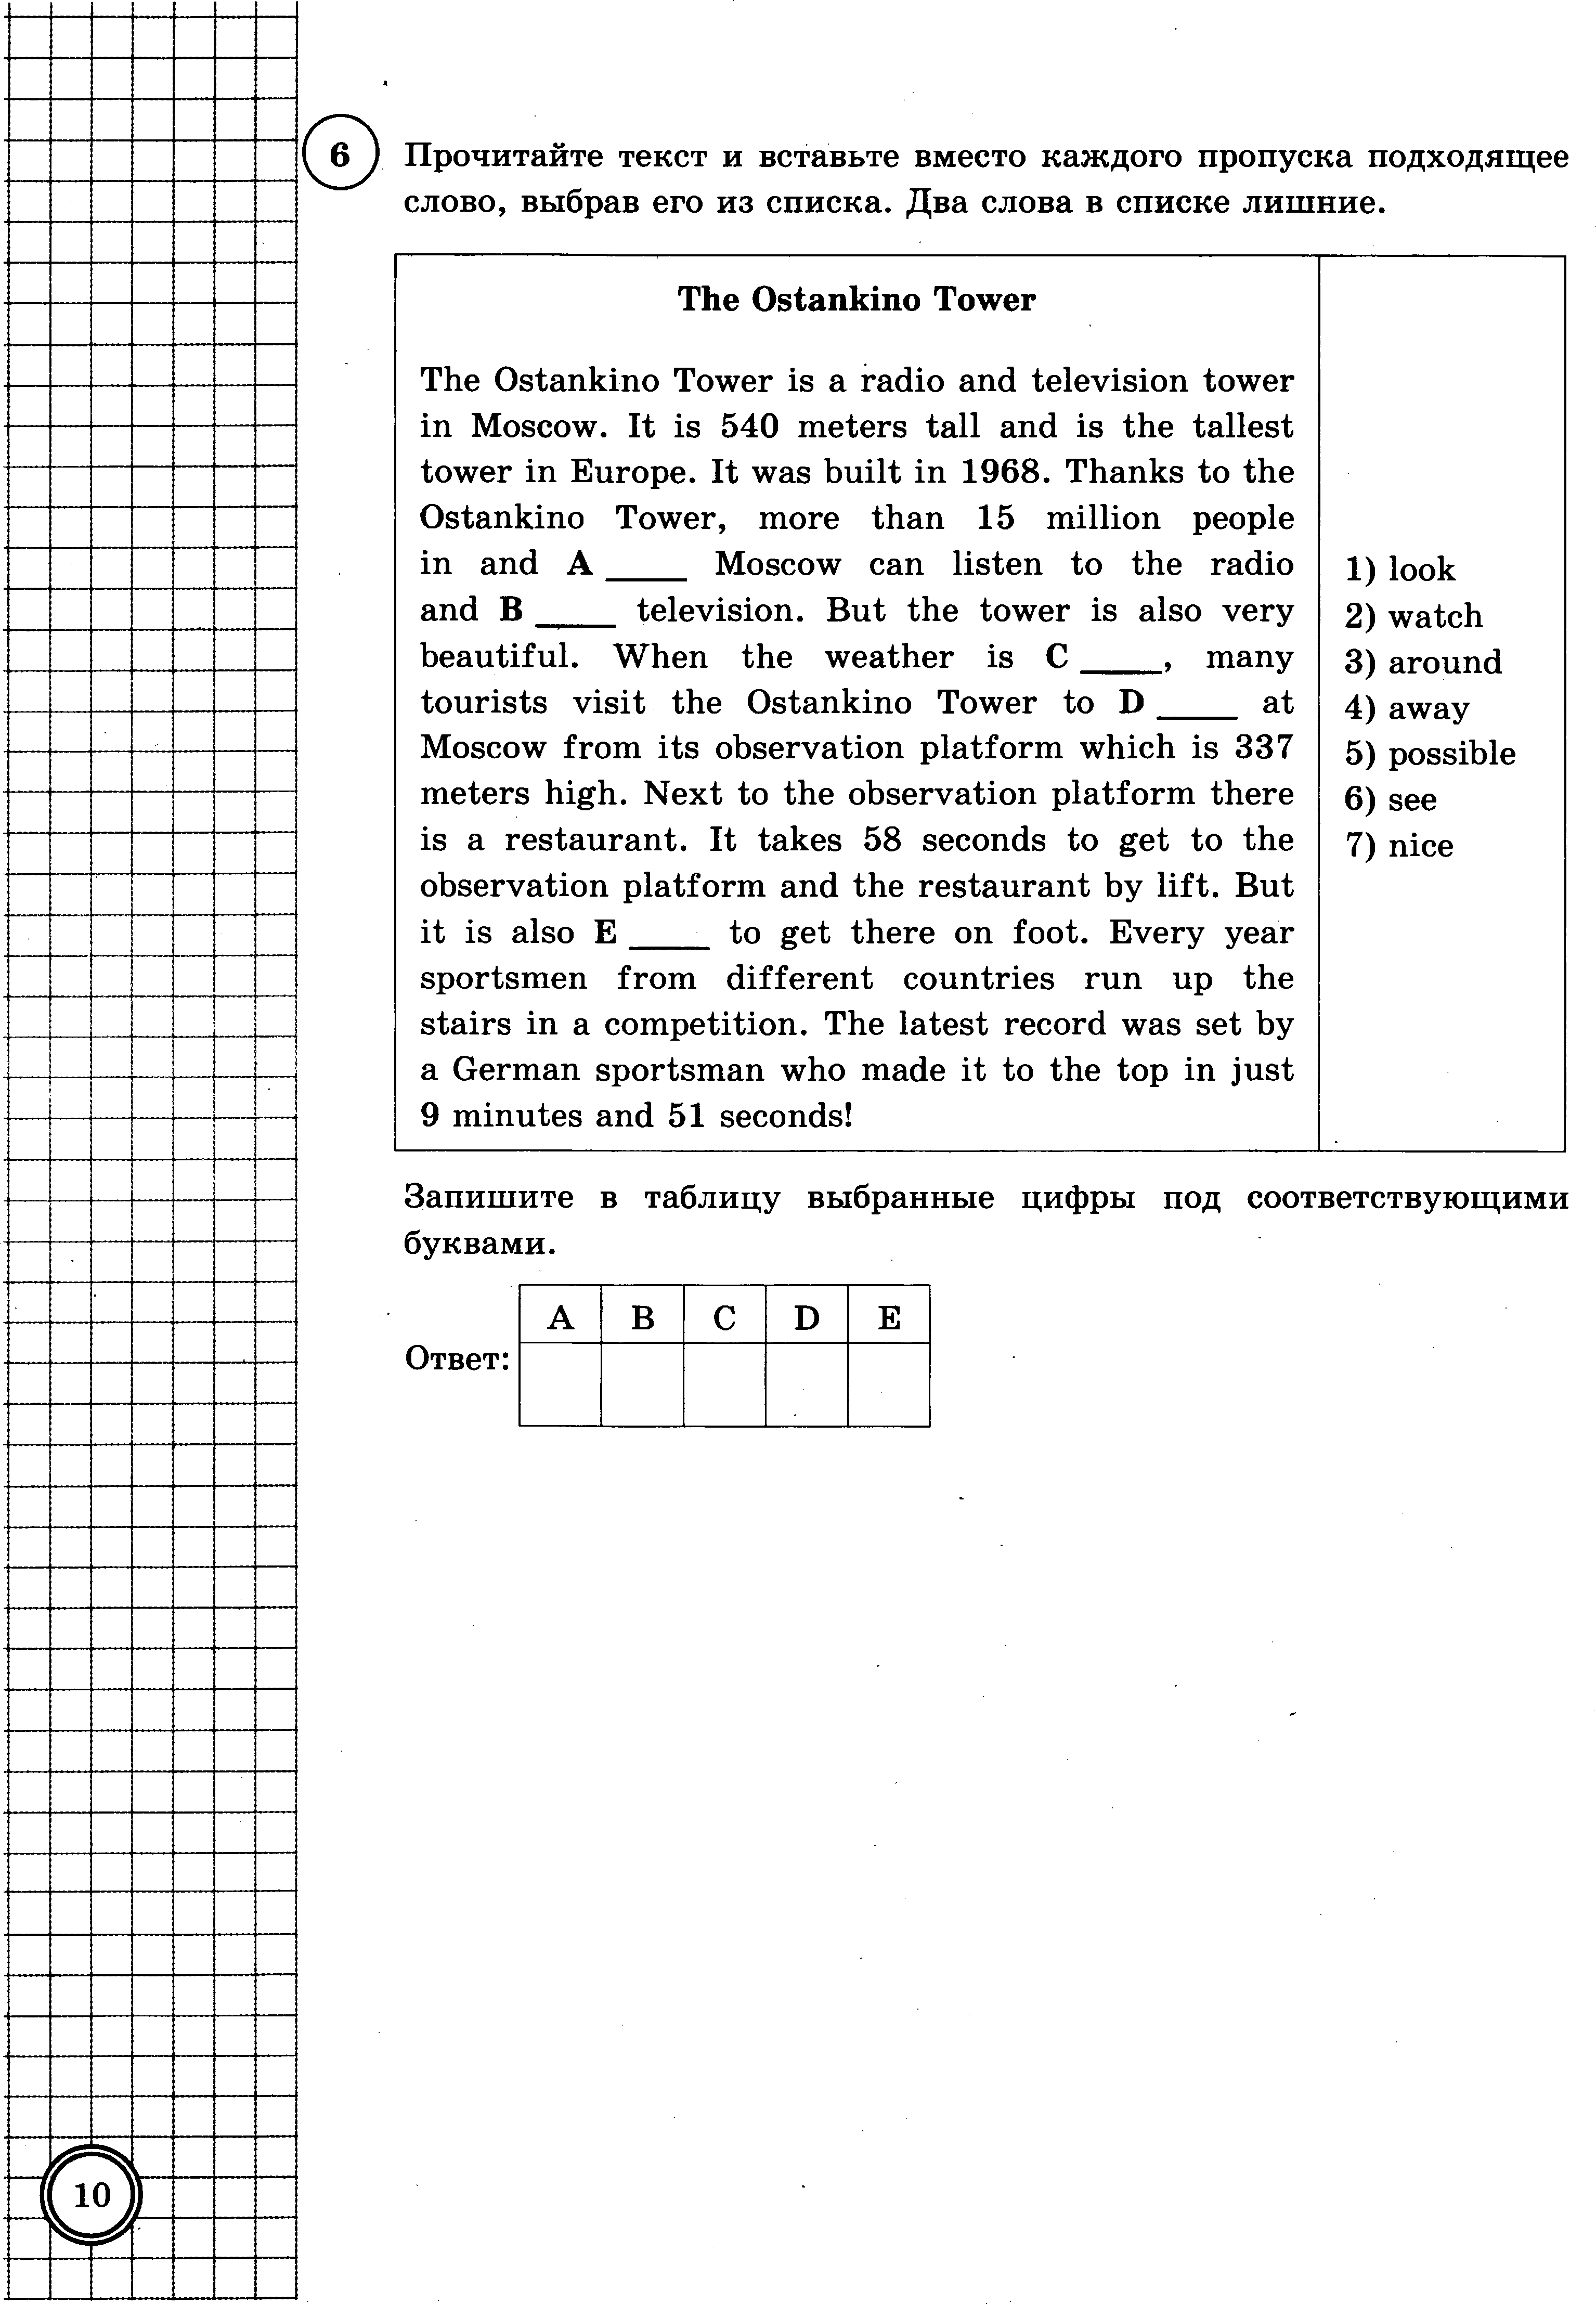 6
Прочитайте текст и вставьте вместо каждого пропуска подходящее
слово, выбрав его из списка. Два слова в списке лишние.
The Ostankino Tower
The Ostankino Tower is a radio and television tower
in Moscow. It is 540 meters tall and is the tallest
tower in Europe. It was built in 1968. Thanks to the
Ostankino Tower, more than 15 million people
in and A ____ Moscow can listen to the radio
and B ____ television. But the tower is also very
beautiful. When the weather is C ____, many
tourists visit the Ostankino Tower to D ____ at
Moscow from its observation platform which is 337
meters high. Next to the observation platform there
is a restaurant. It takes 58 seconds to get to the
observation platform and the restaurant by lift. But
it is also E ____ to get there on foot. Every year
sportsmen from different countries run up the
stairs in a competition. The latest record was set by
a German sportsman who made it to the top in just
9 minutes and 51 seconds!
1) look
2) watch
3) around
4) away
5) possible
6) see
7) nice
Запишите в таблицу выбранные цифры под соответствующими
буквами.
A B C D E
Ответ:
10